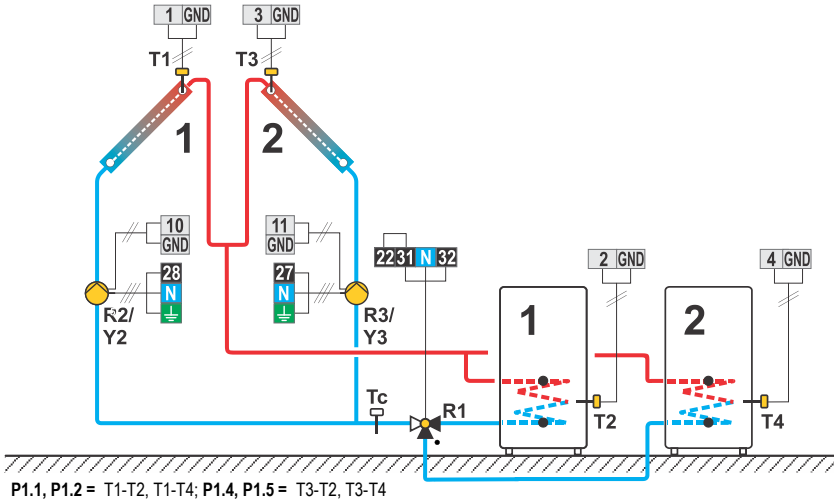 1 GND
3 GND
T1
T3
1
2
10
GND
11
GND
22 31 N 32
2 GND
4 GND
28
N
27
N
R2/
Y2
R3/
Y3
1
2
Tc
R1
T2
T4
P1.1, P1.2 = T1-T2, T1-T4; P1.4, P1.5 = T3-T2, T3-T4